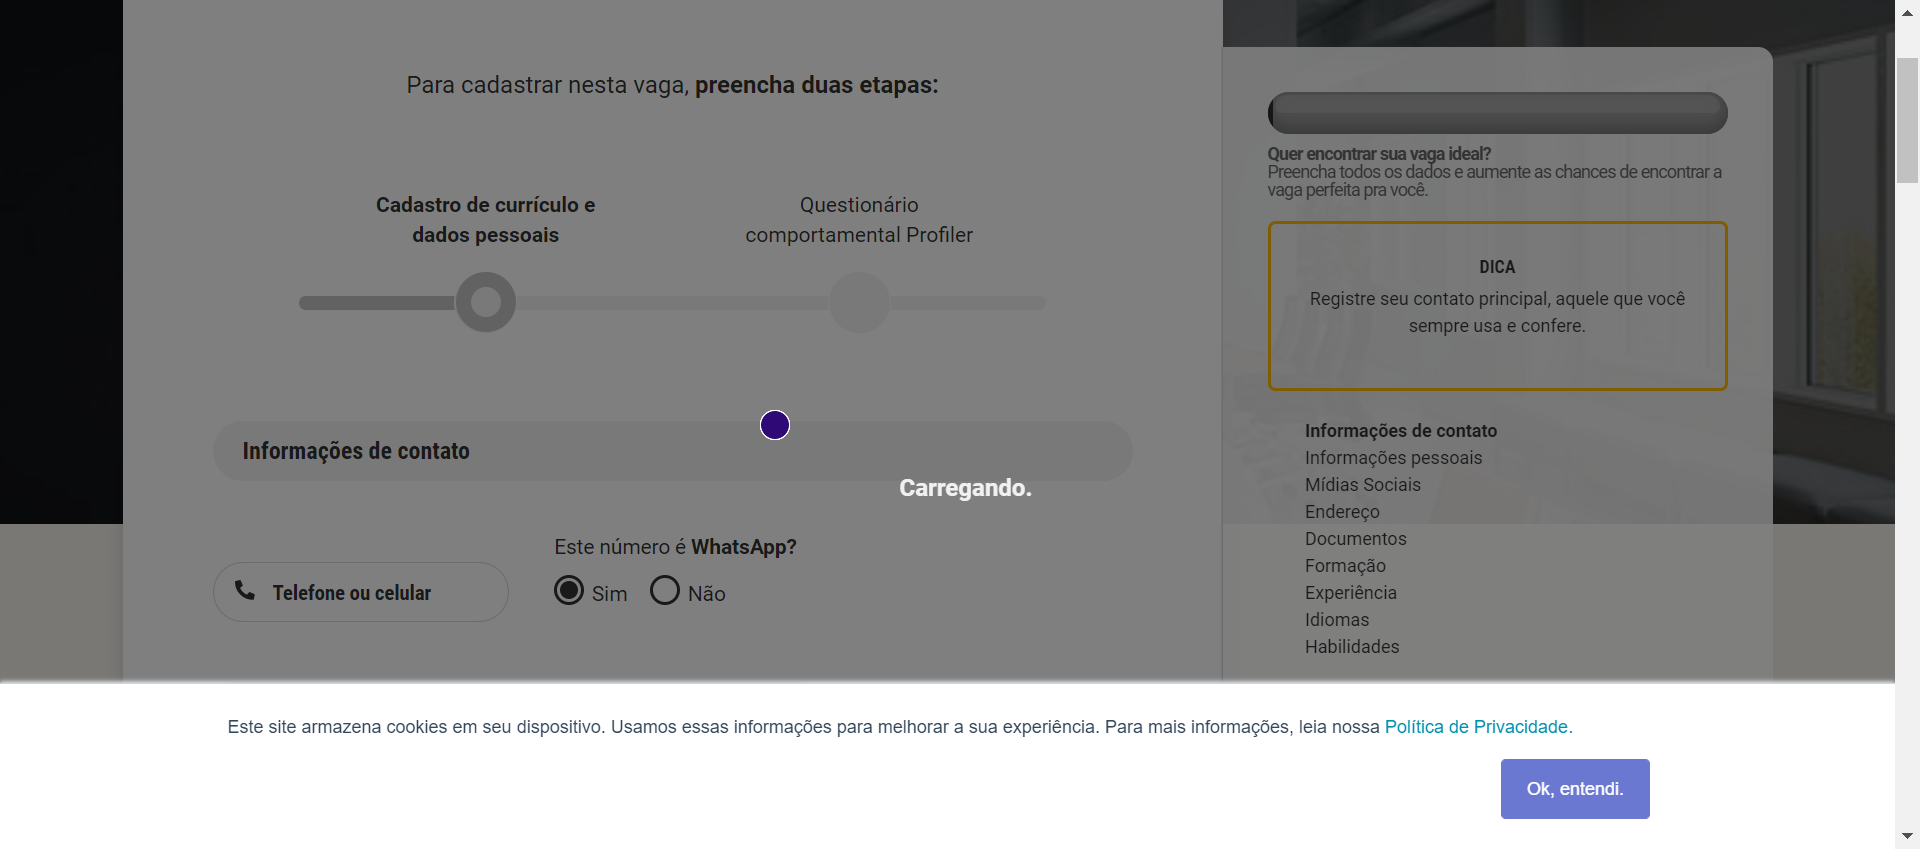 Para cadastrar nesta vaga, preencha duas etapas:
Cadastro de currículo e
dados pessoais
Questionário
comportamental Profiler
Informações de contato
Carregando.
Este número é WhatsApp?
Telefone ou celular
Sim
Não
Quer encontrar sua vaga ideal?
Preencha todos os dados e aumente as chances de encontrar a
vaga perfeita pra você.
DICA
Registre seu contato principal, aquele que você
sempre usa e confere.
Informações de contato
Informações pessoais
Mídias Sociais
Endereço
Documentos
Formação
Experiência
Idiomas
Habilidades
Este site armazena cookies em seu dispositivo. Usamos essas informações para melhorar a sua experiência. Para mais informações, leia nossa Política de Privacidade.
Ok, entendi.